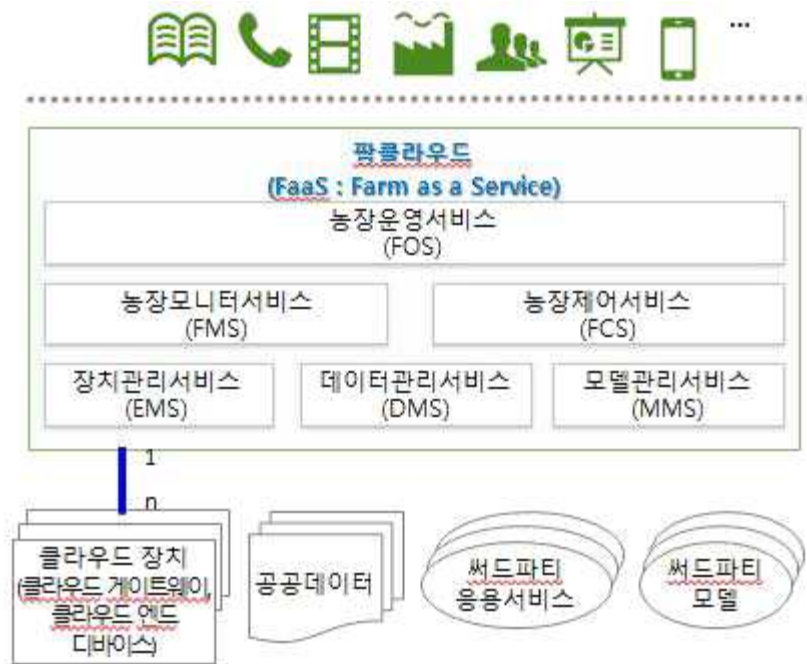 ...
팜클라우드
(FaaS : Farm as a Service)
농장운영서비스
(FOS)
농장모니터서비스
(FMS)
농장제어서비스
(FCS)
장치관리서비스
(EMS)
데이터관리서비스
(DMS)
모델관리서비스
(MMS)
1
n
클라우드 장치
(클라우드 게이트웨이,
클라우드 엔드
디바이스)
공공데이터
써드파티
응용서비스
써드파티
모델